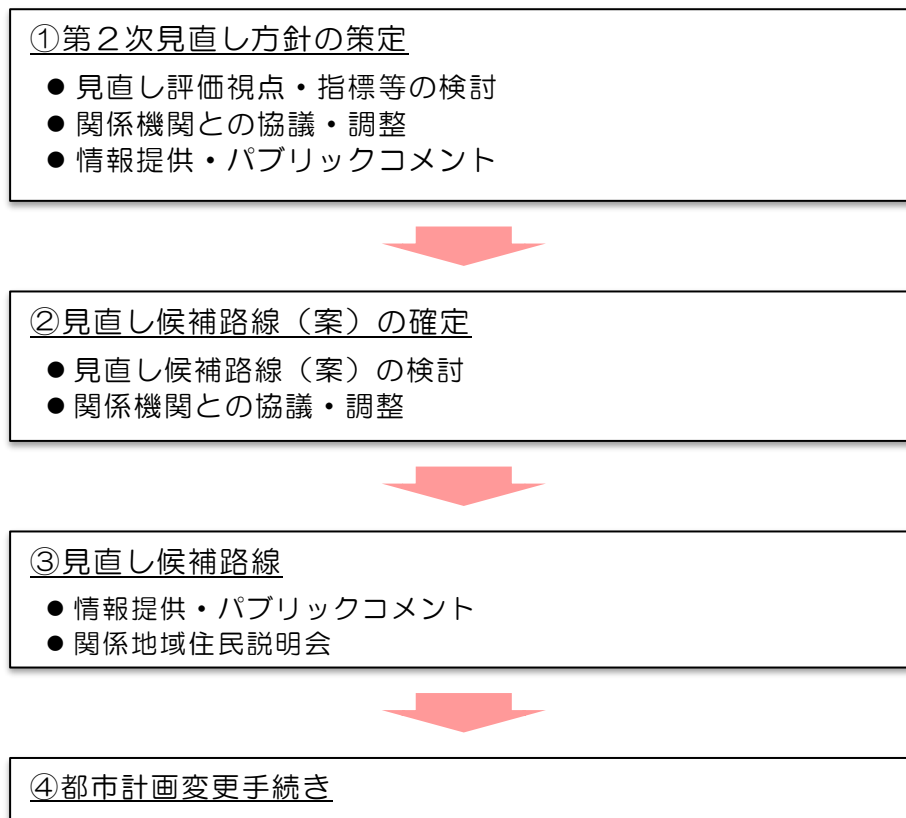 ①第２次見直し方針の策定
● 見直し評価視点・指標等の検討
● 関係機関との協議・調整
● 情報提供・パブリックコメント
②見直し候補路線（案）の確定
● 見直し候補路線（案）の検討
● 関係機関との協議・調整
③見直し候補路線
● 情報提供・パブリックコメント
● 関係地域住民説明会
④都市計画変更手続き